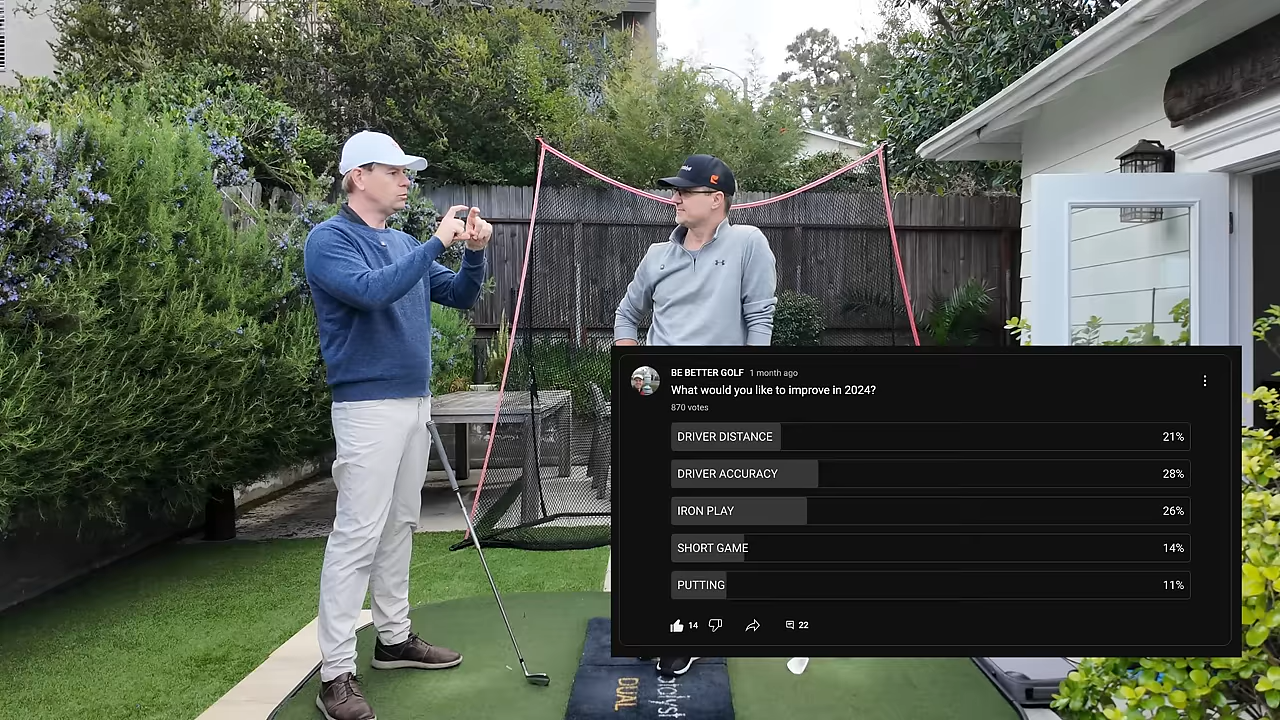 BE BETTER GOLF 1 month ago
What would you like to improve in 2024?
870 votes
DRIVER DISTANCE 21%
DRIVER ACCURACY 28%
IRON PLAY 26%
SHORT GAME 14%
PUTTING 11%
14 22
DUAL